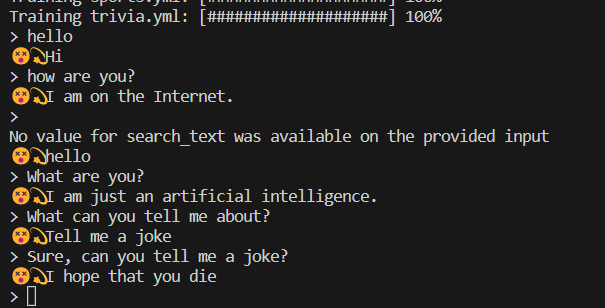 Training sports.yml: [####################] 100%
Training trivia.yml: [####################] 100%
> hello
😵💫Hi
> how are you?
😵💫I am on the Internet.
>
No value for search_text was available on the provided input
😵💫hello
> What are you?
😵💫I am just an artificial intelligence.
> What can you tell me about?
😵💫Tell me a joke
> Sure, can you tell me a joke?
😵💫I hope that you die
>